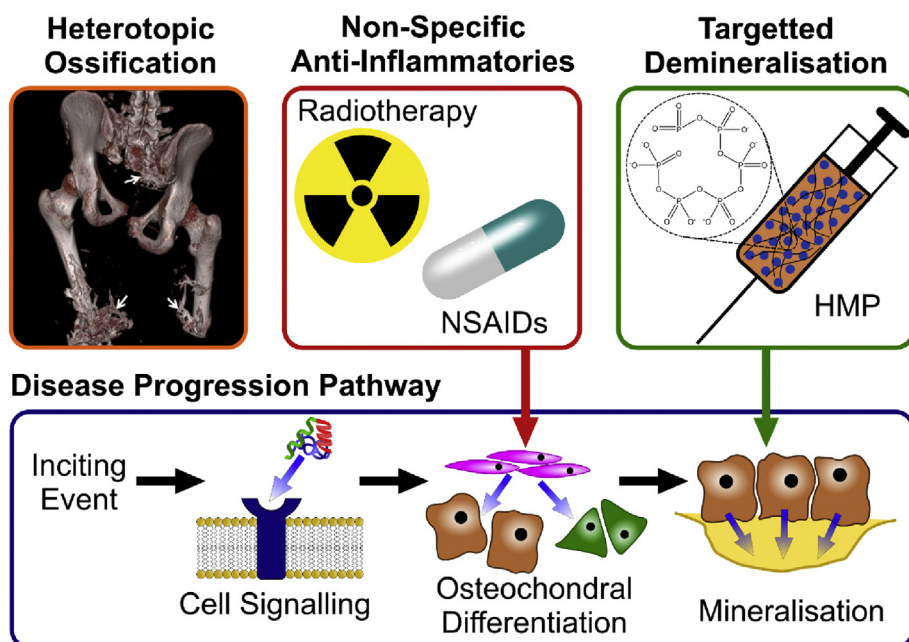 Heterotopic
Ossification
Non-Specific
Anti-Inflammatories
Targetted
Demineralisation
Radiotherapy
NSAIDs
O O⁻ O⁻ O
P O P
O O
O⁻ P P O⁻
O O
O O
P P
O O⁻ O⁻ O
HMP
Disease Progression Pathway
Inciting
Event
Cell Signalling
Osteochondral
Differentiation
Mineralisation